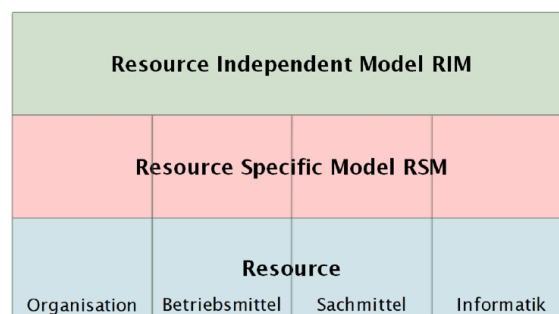 Resource Independent Model RIM
Resource Specific Model RSM
Resource
Organisation Betriebsmittel Sachmittel Informatik